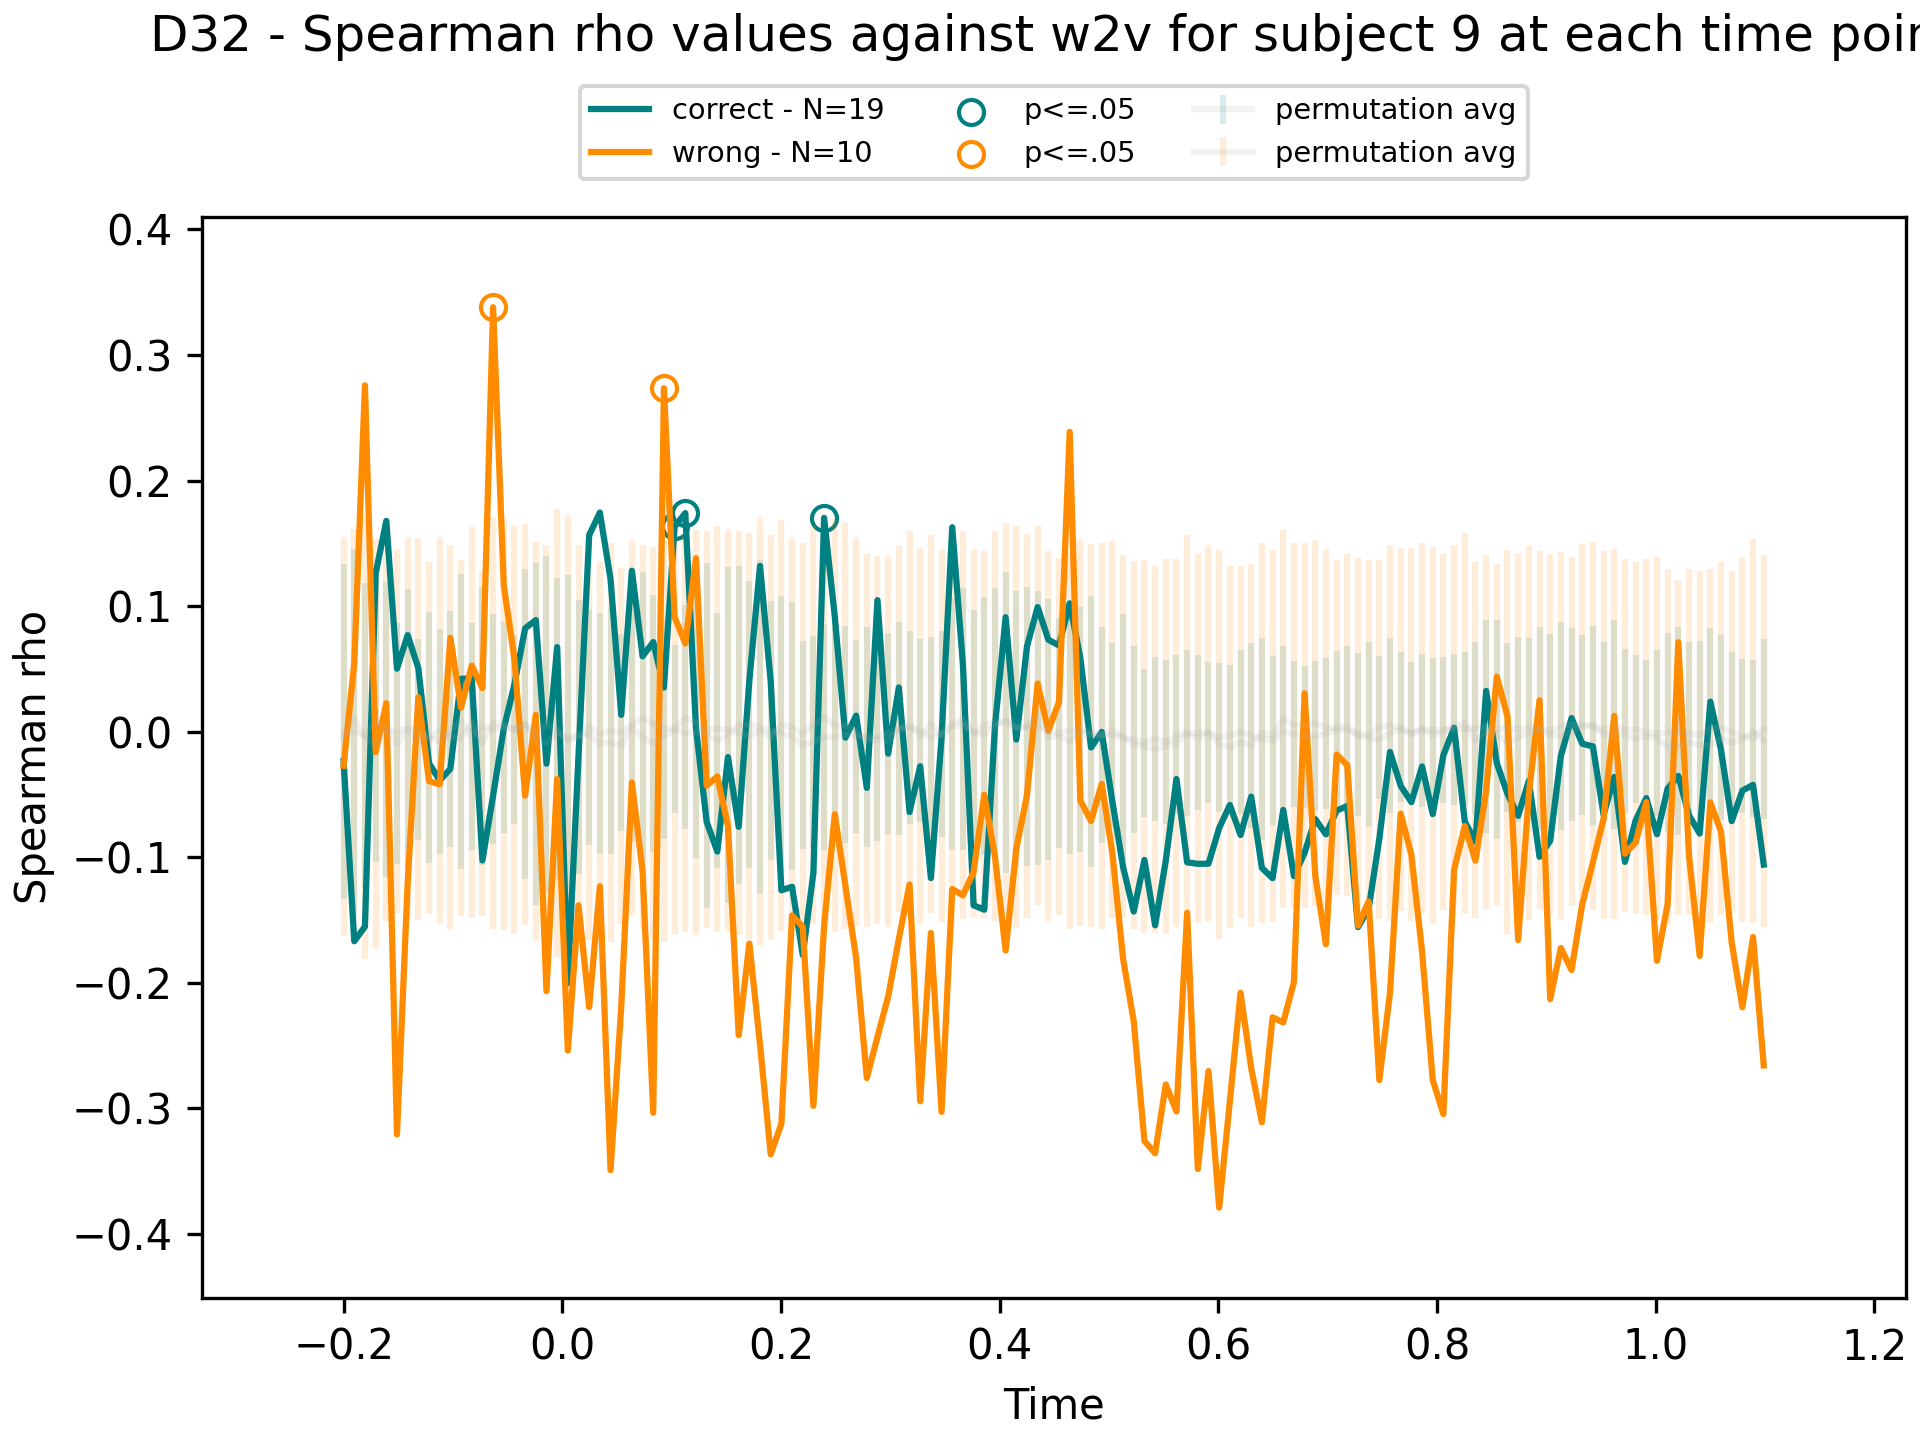 D32 - Spearman rho values against w2v for subject 9 at each time
correct - N=19 p<=.05 permutation avg
wrong - N=10 p<=.05 permutation avg
0.4
0.3
0.2
0.1
0.0
−0.1
−0.2
−0.3
−0.4
Spearman rho
−0.2 0.0 0.2 0.4 0.6 0.8 1.0 1.2
Time